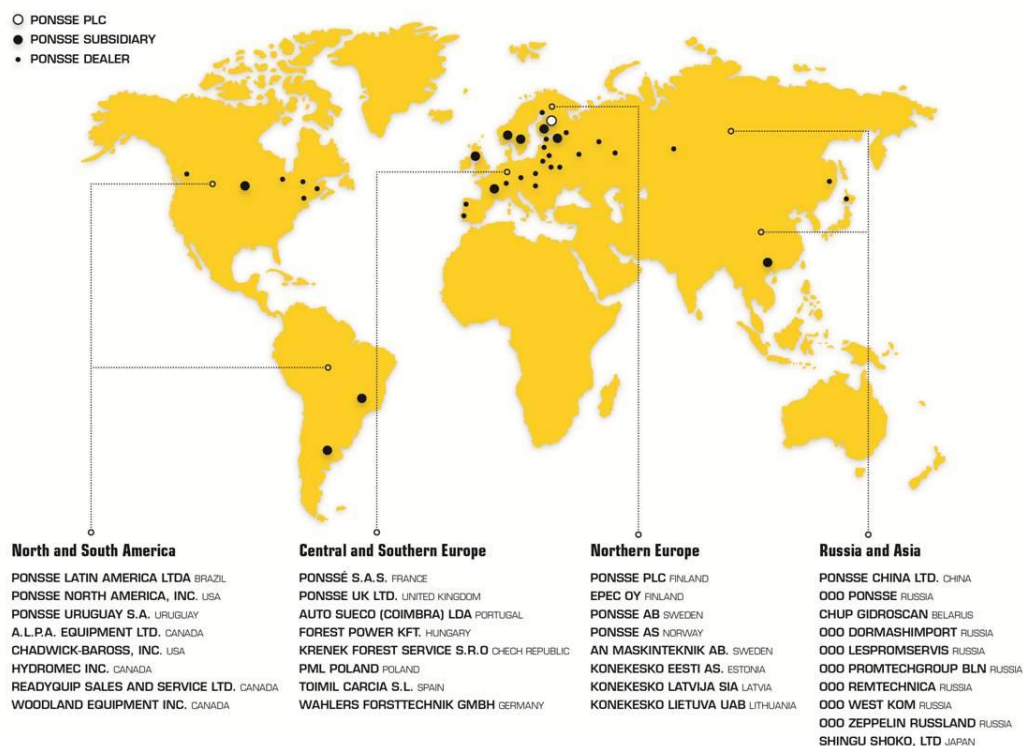 PONSSE PLC
PONSSE SUBSIDIARY
PONSSE DEALER
North and South America
PONSSE LATIN AMERICA LTDA BRAZIL
PONSSE NORTH AMERICA, INC. USA
PONSSE URUGUAY S.A. URUGUAY
A.L.P.A. EQUIPMENT LTD. CANADA
CHADWICK-BAROSS, INC. USA
HYDROMEC INC. CANADA
READYQUIP SALES AND SERVICE LTD. CANADA
WOODLAND EQUIPMENT INC. CANADA
Central and Southern Europe
PONSSÉ S.A.S. FRANCE
PONSSE UK LTD. UNITED KINGDOM
AUTO SUECO (COIMBRA) LDA PORTUGAL
FOREST POWER KFT. HUNGARY
KRENEK FOREST SERVICE S.R.O CHECH REPUBLIC
PML POLAND POLAND
TOIMIL CARCIA S.L. SPAIN
WAHLERS FORSTTECHNIK GMBH GERMANY
Northern Europe
PONSSE PLC FINLAND
EPEC OY FINLAND
PONSSE AB SWEDEN
PONSSE AS NORWAY
AN MASKINTEKNIK AB. SWEDEN
KONEKESKO EESTI AS. ESTONIA
KONEKESKO LATVIJA SIA LATVIA
KONEKESKO LIETUVA UAB LITHUANIA
Russia and Asia
PONSSE CHINA LTD. CHINA
OOO PONSSE RUSSIA
CHUP GIDROSCAN BELARUS
OOO DORMASHIMPORT RUSSIA
OOO LESPROMSERVIS RUSSIA
OOO PROMTECHGROUP BLN RUSSIA
OOO REMTECHNICA RUSSIA
OOO WEST KOM RUSSIA
OOO ZEPPELIN RUSSLAND RUSSIA
SHINGU SHOKO, LTD JAPAN